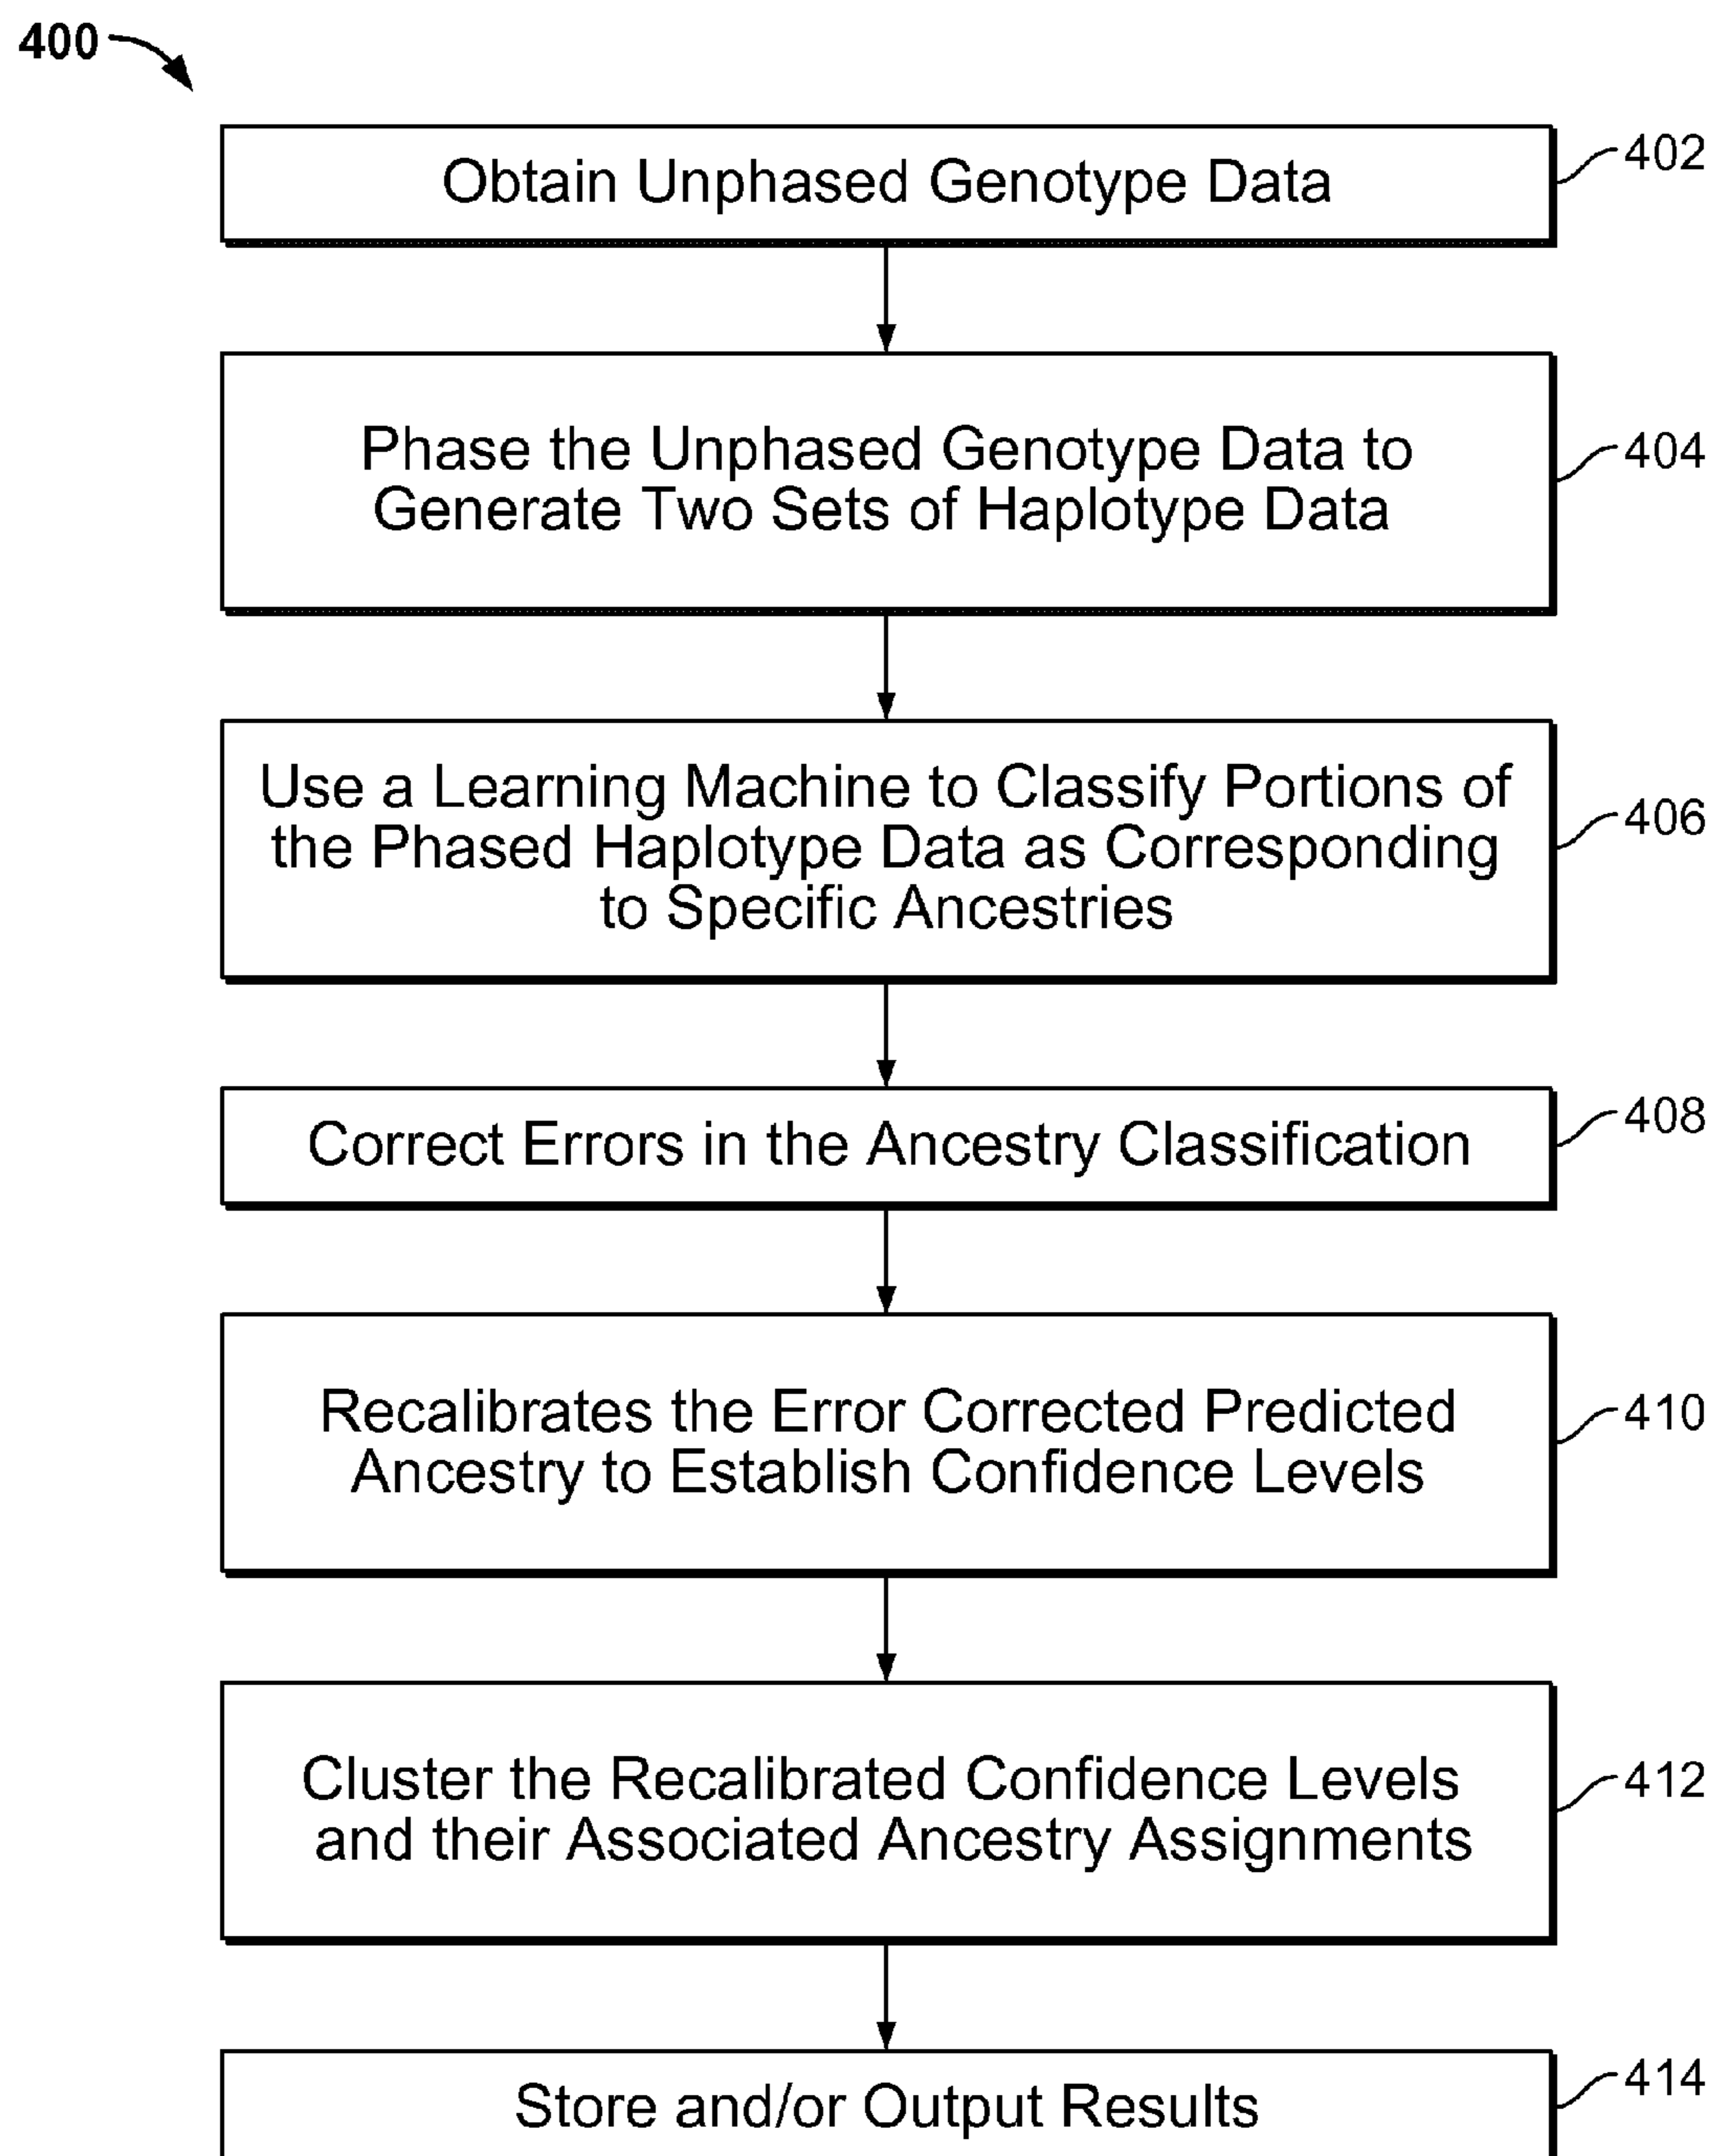 400
Obtain Unphased Genotype Data
402
Phase the Unphased Genotype Data to
Generate Two Sets of Haplotype Data
404
Use a Learning Machine to Classify Portions of
the Phased Haplotype Data as Corresponding
to Specific Ancestries
406
Correct Errors in the Ancestry Classification
408
Recalibrates the Error Corrected Predicted
Ancestry to Establish Confidence Levels
410
Cluster the Recalibrated Confidence Levels
and their Associated Ancestry Assignments
412
Store and/or Output Results
414